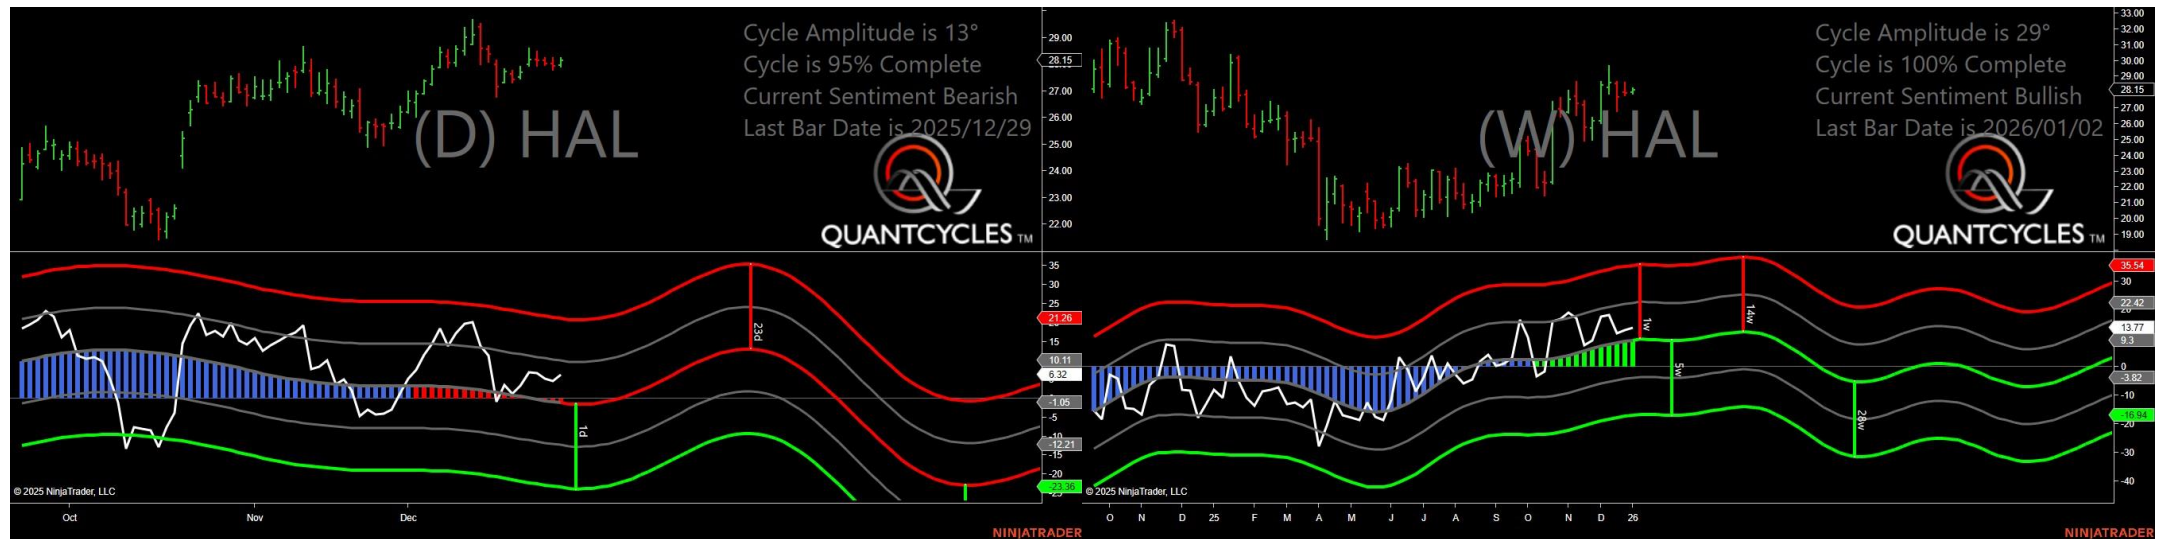 Cycle Amplitude is 13°
Cycle is 95% Complete
Current Sentiment Bearish
Last Bar Date is 2025/12/29
(D) HAL
QUANTCYCLES TM
29.00
28.15
27.00
26.00
25.00
24.00
23.00
22.00
35
30
25
21.26
15
10.11
6.32
-1.05
-5
-12.21
-15
-20
-23.36
23d
1d
© 2025 NinjaTrader, LLC
Oct Nov Dec
NINJATRADER
Cycle Amplitude is 29°
Cycle is 100% Complete
Current Sentiment Bullish
Last Bar Date is 2026/01/02
(W) HAL
QUANTCYCLES TM
33.00
32.00
31.00
30.00
29.00
28.15
27.00
26.00
25.00
24.00
23.00
22.00
21.00
20.00
19.00
35.54
30
22.42
13.77
9.3
0
-3.82
-10
-16.94
-20
-30
-40
1w
14w
5w
28w
© 2025 NinjaTrader, LLC
O N D 25 F M A M J J A S O N D 26
NINJATRADER